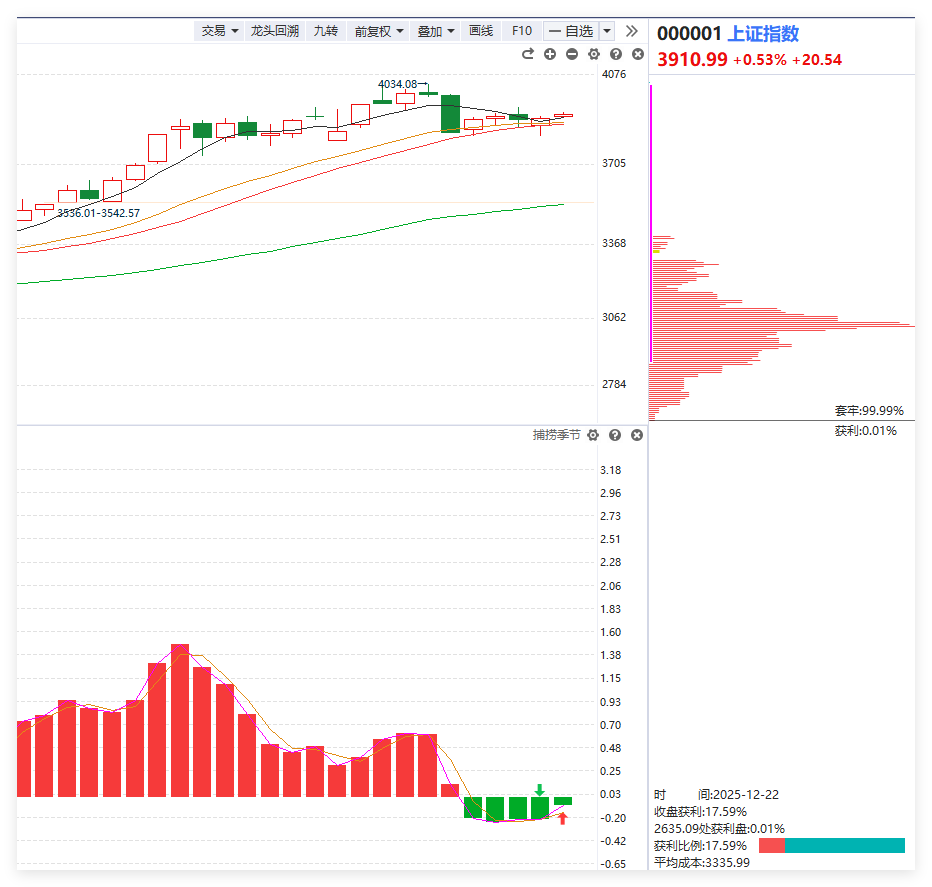 交易 龙头回溯 九转 前复权 叠加 画线 F10 一 自选
000001 上证指数
3910.99 +0.53% +20.54
4076
4034.08
3705
3536.01-3542.57
3368
3062
2784
套牢:99.99%
获利:0.01%
捕捞季节
3.18
2.96
2.73
2.51
2.28
2.06
1.83
1.60
1.38
1.15
0.93
0.70
0.48
0.25
0.03
-0.20
-0.42
-0.65
时 间:2025-12-22
收盘获利:17.59%
2635.09处获利盘:0.01%
获利比例:17.59%
平均成本:3335.99